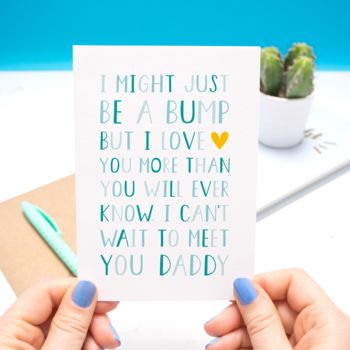 I MIGHT JUST
BE A BUMP
BUT I LOVE
YOU MORE THAN
YOU WILL EVER
KNOW. I CAN'T
WAIT TO MEET
YOU DADDY